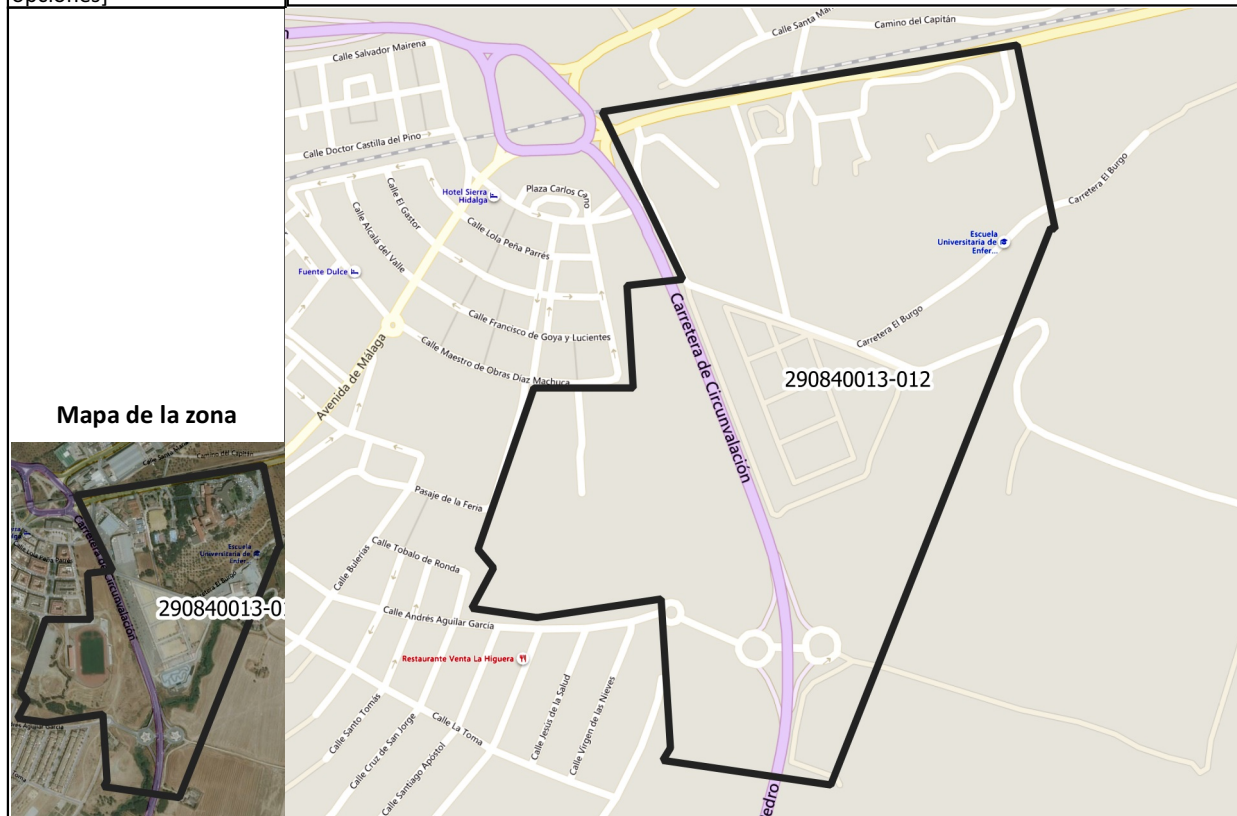 opciones]
Mapa de la zona
Calle Santa Mar
Camino del Capitán
Calle Salvador Mairena
Calle Doctor Castilla del Pino
Hotel Sierra
Hidalga
Plaza Carlos Cano
Calle El Gastor
Calle Alcalá del Valle
Calle Lola Peña Parrés
Fuente Dulce
Calle Francisco de Goya y Lucientes
Calle Maestro de Obras Díaz Machuca
Avenida de Málaga
Carretera de Circunvalación
Carretera El Burgo
Escuela
Universitaria de
Enfer...
Carretera El Burgo
290840013-012
Pasaje de la Feria
Calle Bulerías
Calle Tobalo de Ronda
Calle Andrés Aguilar García
Restaurante Venta La Higuera
Calle Santo Tomás
Calle Cruz de San Jorge
Calle Santiago Apóstol
Calle La Toma
Calle Jesús de la Salud
Calle Virgen de las Nieves
edro
Camino del Capitán
Carretera de Circunvalación
Escuela
Universitaria de
Enfer...
290840013-01